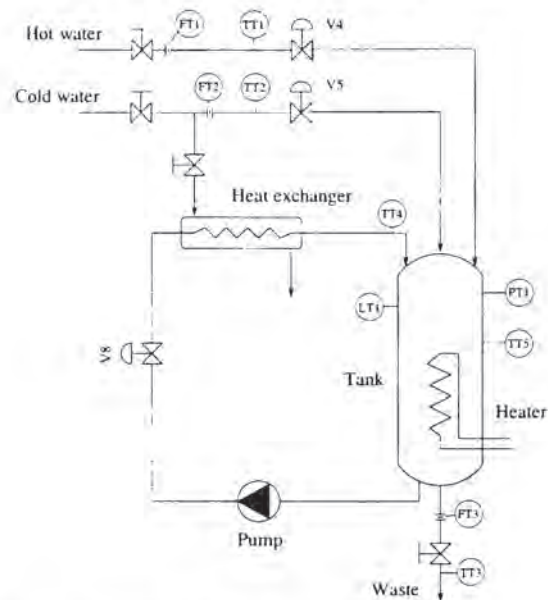 FT1
TT1
V4
Hot water
FT2
TT2
V5
Cold water
Heat exchanger
TT4
LT1
PT1
TT5
V8
Tank
Heater
Pump
FT3
TT3
Waste